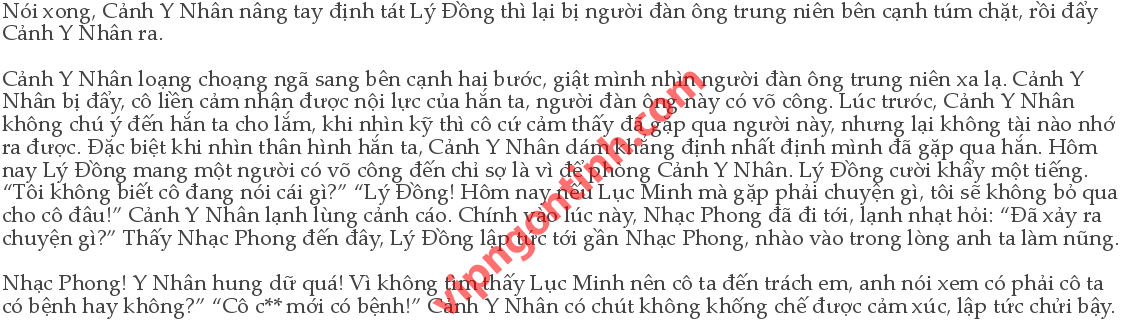 Nói xong, Cảnh Y Nhân nâng tay định tát Lý Đồng thì lại bị người đàn ông trung niên bên cạnh túm chặt, rồi đẩy
Cảnh Y Nhân ra.
Cảnh Y Nhân loạng choạng ngã sang bên cạnh hai bước, giật mình nhìn người đàn ông trung niên xa lạ. Cảnh Y
Nhân bị đẩy, cô liền cảm nhận được nội lực của hắn ta, người đàn ông này có võ công. Lúc trước, Cảnh Y Nhân
không chú ý đến hắn ta cho lắm, khi nhìn kỹ thì cô cứ cảm thấy đã gặp qua người này, nhưng lại không tài nào nhớ
ra được. Đặc biệt khi nhìn thân hình hắn ta, Cảnh Y Nhân dám khẳng định nhất định mình đã gặp qua hắn. Hôm
nay Lý Đồng mang một người có võ công đến chỉ sợ là vì để phòng Cảnh Y Nhân. Lý Đồng cười khẩy một tiếng.
“Tôi không biết cô đang nói cái gì?” “Lý Đồng! Hôm nay nếu Lục Minh mà gặp phải chuyện gì, tôi sẽ không bỏ qua
cho cô đâu!” Cảnh Y Nhân lạnh lùng cảnh cáo. Chính vào lúc này, Nhạc Phong đã đi tới, lạnh nhạt hỏi: “Đã xảy ra
chuyện gì?” Thấy Nhạc Phong đến đây, Lý Đồng lập tức tới gần Nhạc Phong, nhào vào trong lòng anh ta làm nũng.
Nhạc Phong! Y Nhân hung dữ quá! Vì không tìm thấy Lục Minh nên cô ta đến trách em, anh nói xem có phải cô ta
có bệnh hay không?” “Cô c** mới có bệnh!” Cảnh Y Nhân có chút không khống chế được cảm xúc, lập tức chửi bậy.
vipngontinh.com